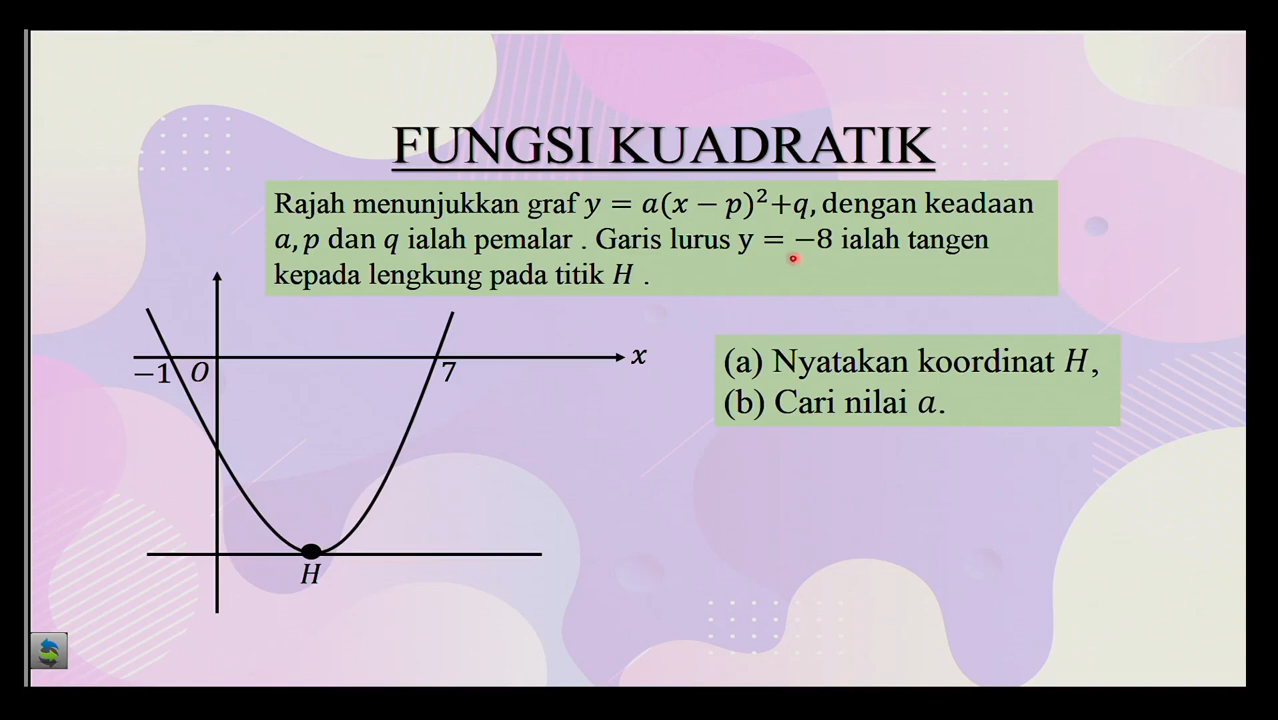 FUNGSI KUADRATIK
Rajah menunjukkan graf y = a(x − p)²+q, dengan keadaan
a, p dan q ialah pemalar . Garis lurus y = −8 ialah tangen
kepada lengkung pada titik H .
x
−1 O 7
(a) Nyatakan koordinat H,
(b) Cari nilai a.
H